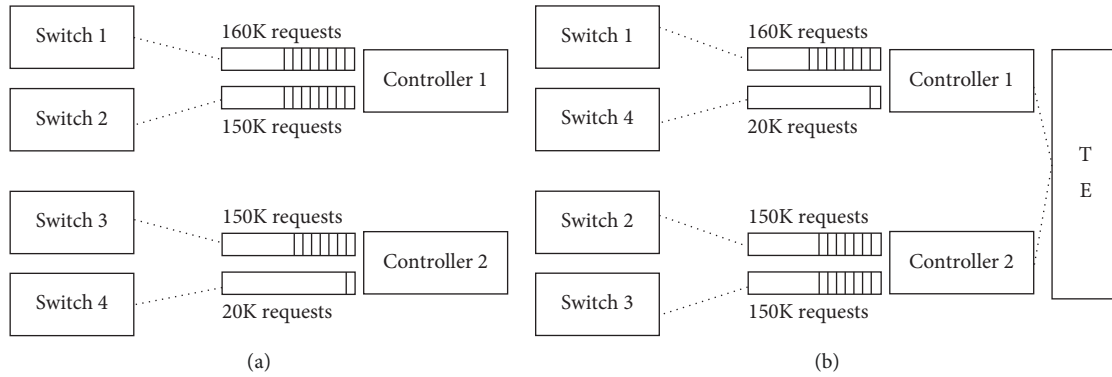 Switch 1
160K requests
Controller 1
Switch 2
150K requests
Switch 3
150K requests
Controller 2
Switch 4
20K requests
(a)
Switch 1
160K requests
Controller 1
Switch 4
20K requests
Switch 2
150K requests
Controller 2
Switch 3
150K requests
T
E
(b)